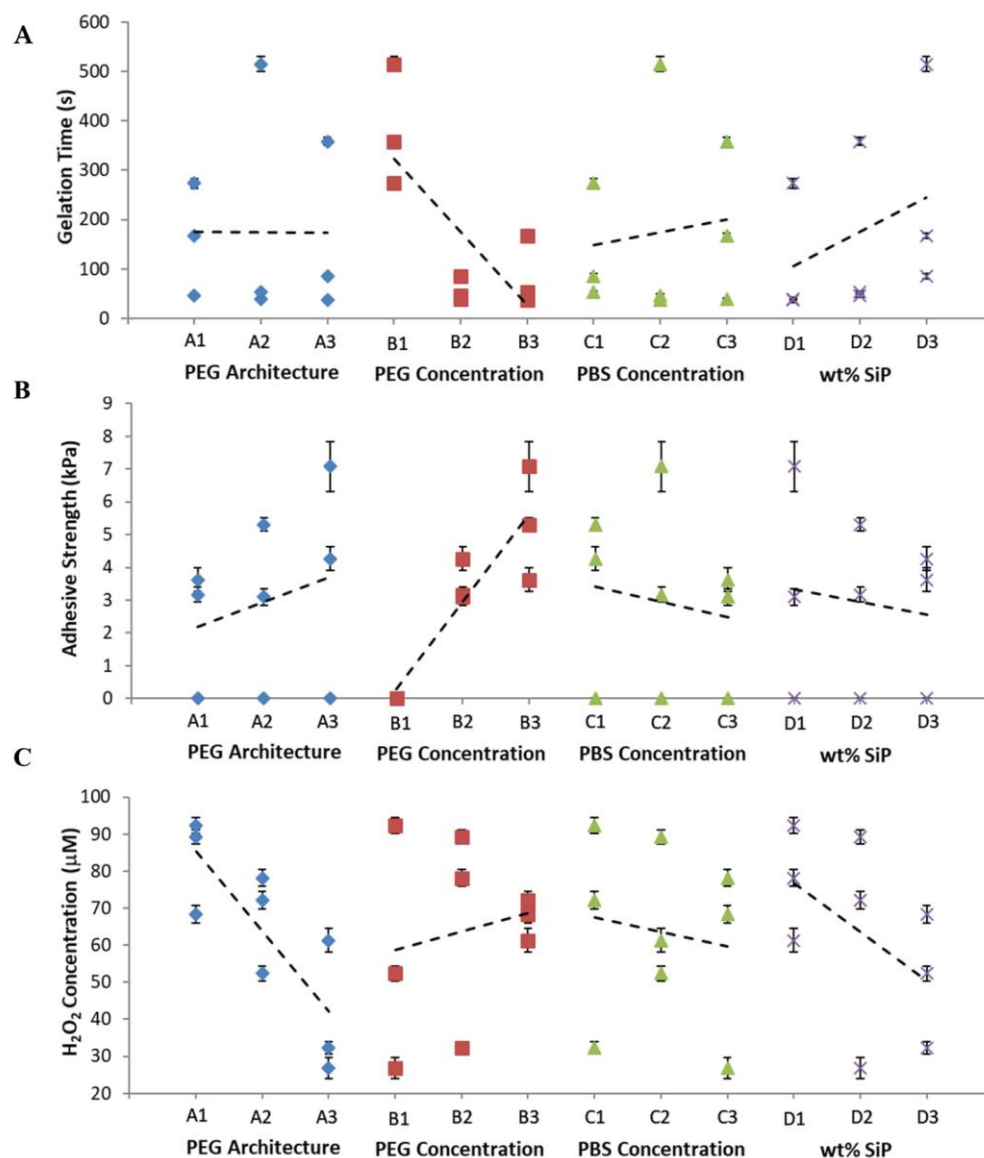 A
Gelation Time (s)
600
500
400
300
200
100
0
A1 A2 A3 B1 B2 B3 C1 C2 C3 D1 D2 D3
PEG Architecture PEG Concentration PBS Concentration wt% SiP
B
Adhesive Strength (kPa)
9
8
7
6
5
4
3
2
1
0
A1 A2 A3 B1 B2 B3 C1 C2 C3 D1 D2 D3
PEG Architecture PEG Concentration PBS Concentration wt% SiP
C
H₂O₂ Concentration (μM)
100
90
80
70
60
50
40
30
20
A1 A2 A3 B1 B2 B3 C1 C2 C3 D1 D2 D3
PEG Architecture PEG Concentration PBS Concentration wt% SiP